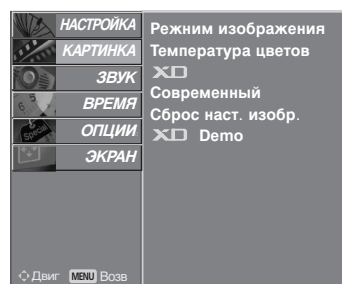 НАСТРОЙКА
КАРТИНКА
ЗВУК
ВРЕМЯ
Special
ОПЦИИ
ЭКРАН
Двиг MENU Возв
Режним изображения
Температура цветов
XD
Современный
Сброс наст. изобр.
XD Demo